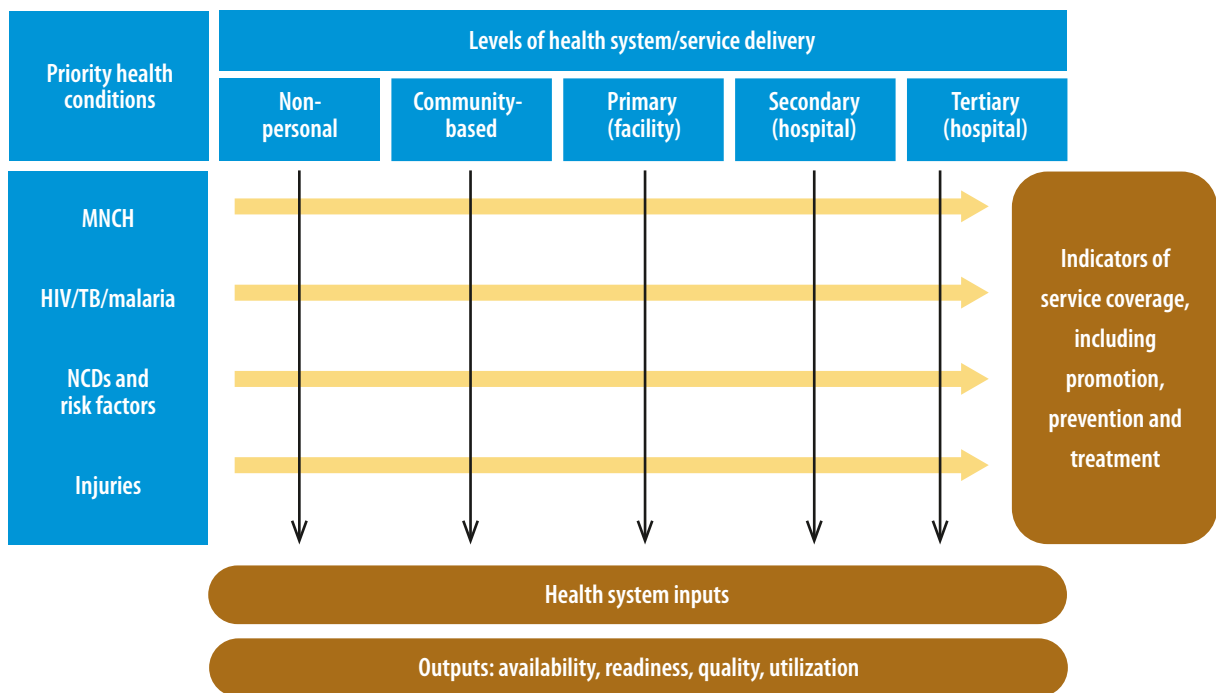 Priority health
conditions
Levels of health system/service delivery
Non-
personal
Community-
based
Primary
(facility)
Secondary
(hospital)
Tertiary
(hospital)
MNCH
HIV/TB/malaria
NCDs and
risk factors
Injuries
Indicators of
service coverage,
including
promotion,
prevention and
treatment
Health system inputs
Outputs: availability, readiness, quality, utilization